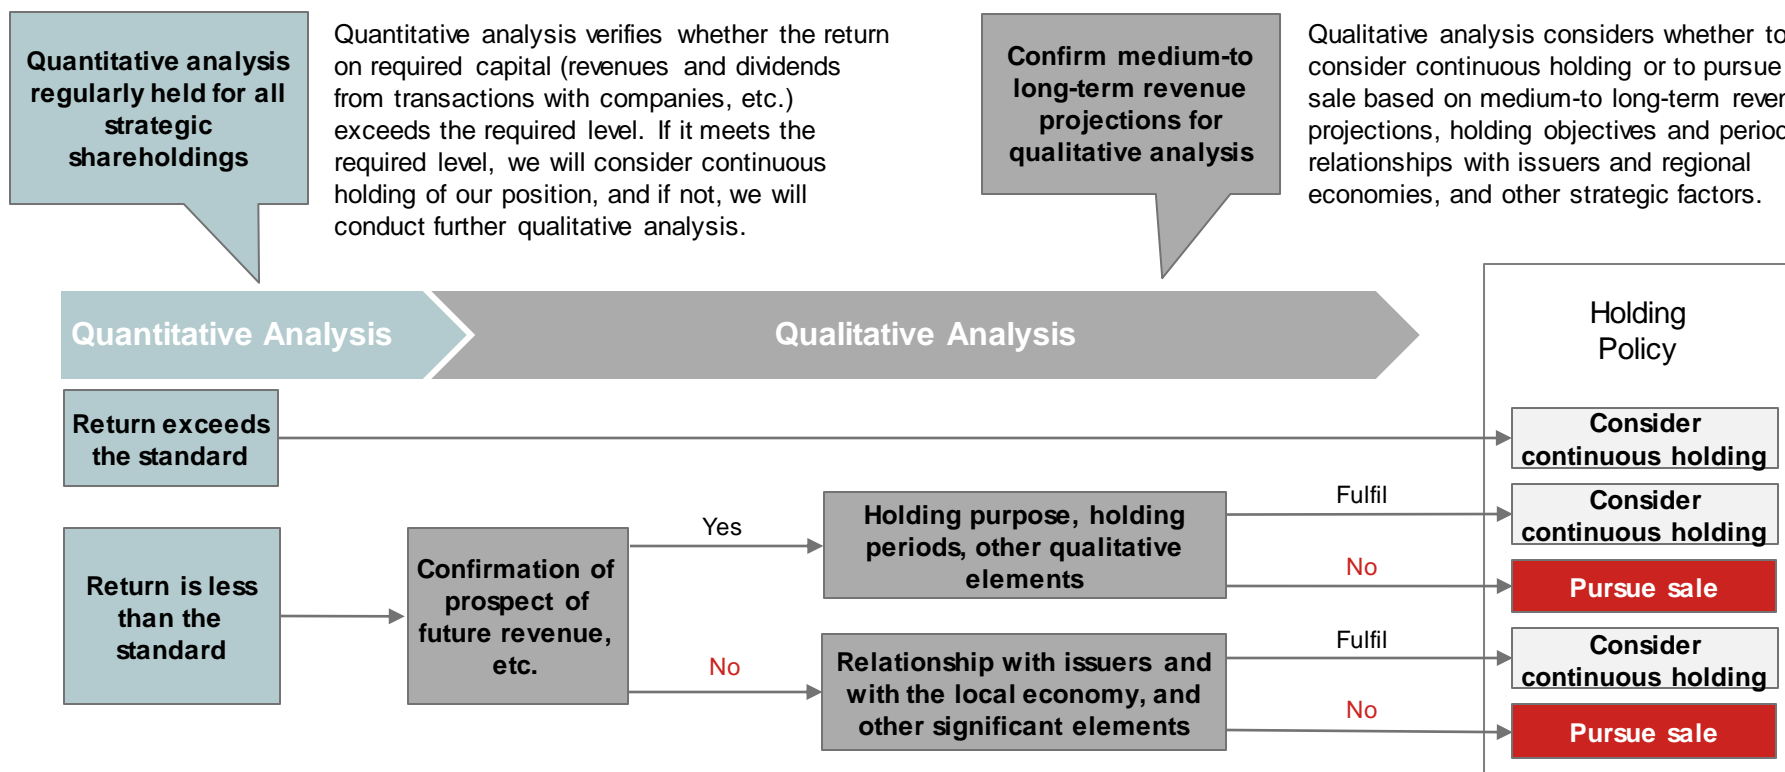 Quantitative analysis
regularly held for all
strategic
shareholdings
Quantitative analysis verifies whether the return
on required capital (revenues and dividends
from transactions with companies, etc.)
exceeds the required level. If it meets the
required level, we will consider continuous
holding of our position, and if not, we will
conduct further qualitative analysis.
Confirm medium-to
long-term revenue
projections for
qualitative analysis
Qualitative analysis considers whether to
consider continuous holding or to pursue
sale based on medium-to long-term
projections, holding objectives and
relationships with issuers and regional
economies, and other strategic factors.
Quantitative Analysis
Qualitative Analysis
Holding
Policy
Return exceeds
the standard
Consider
continuous holding
Return is less
than the
standard
Confirmation of
prospect of
future revenue,
etc.
Yes
Holding purpose, holding
periods, other qualitative
elements
Fulfil
Consider
continuous holding
No
Pursue sale
No
Relationship with issuers and
with the local economy, and
other significant elements
Fulfil
Consider
continuous holding
No
Pursue sale